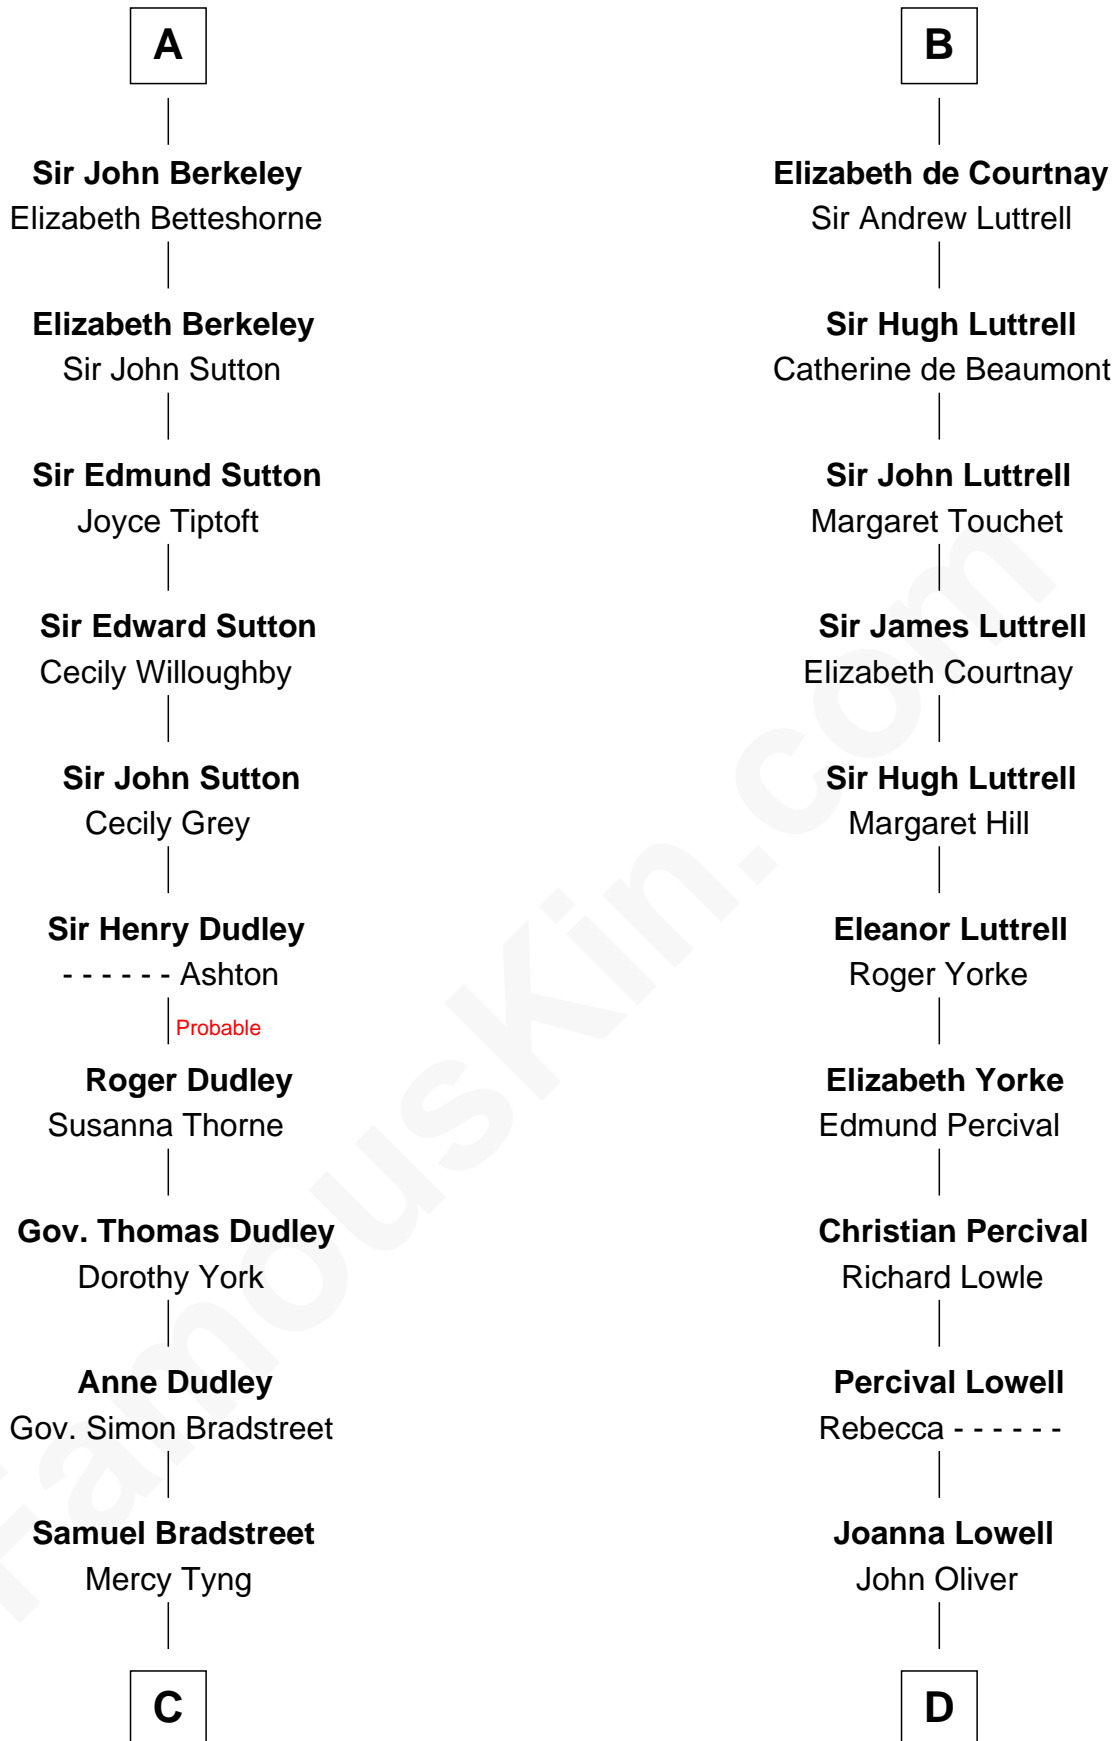 A
Sir John Berkeley
Elizabeth Betteshorne
Elizabeth Berkeley
Sir John Sutton
Sir Edmund Sutton
Joyce Tiptoft
Sir Edward Sutton
Cecily Willoughby
Sir John Sutton
Cecily Grey
Sir Henry Dudley
- - - - - - Ashton
Probable
Roger Dudley
Susanna Thorne
Gov. Thomas Dudley
Dorothy York
Anne Dudley
Gov. Simon Bradstreet
Samuel Bradstreet
Mercy Tyng
C
B
Elizabeth de Courtnay
Sir Andrew Luttrell
Sir Hugh Luttrell
Catherine de Beaumont
Sir John Luttrell
Margaret Touchet
Sir James Luttrell
Elizabeth Courtnay
Sir Hugh Luttrell
Margaret Hill
Eleanor Luttrell
Roger Yorke
Elizabeth Yorke
Edmund Percival
Christian Percival
Richard Lowle
Percival Lowell
Rebecca - - - - - -
Joanna Lowell
John Oliver
D
FamousKin.com